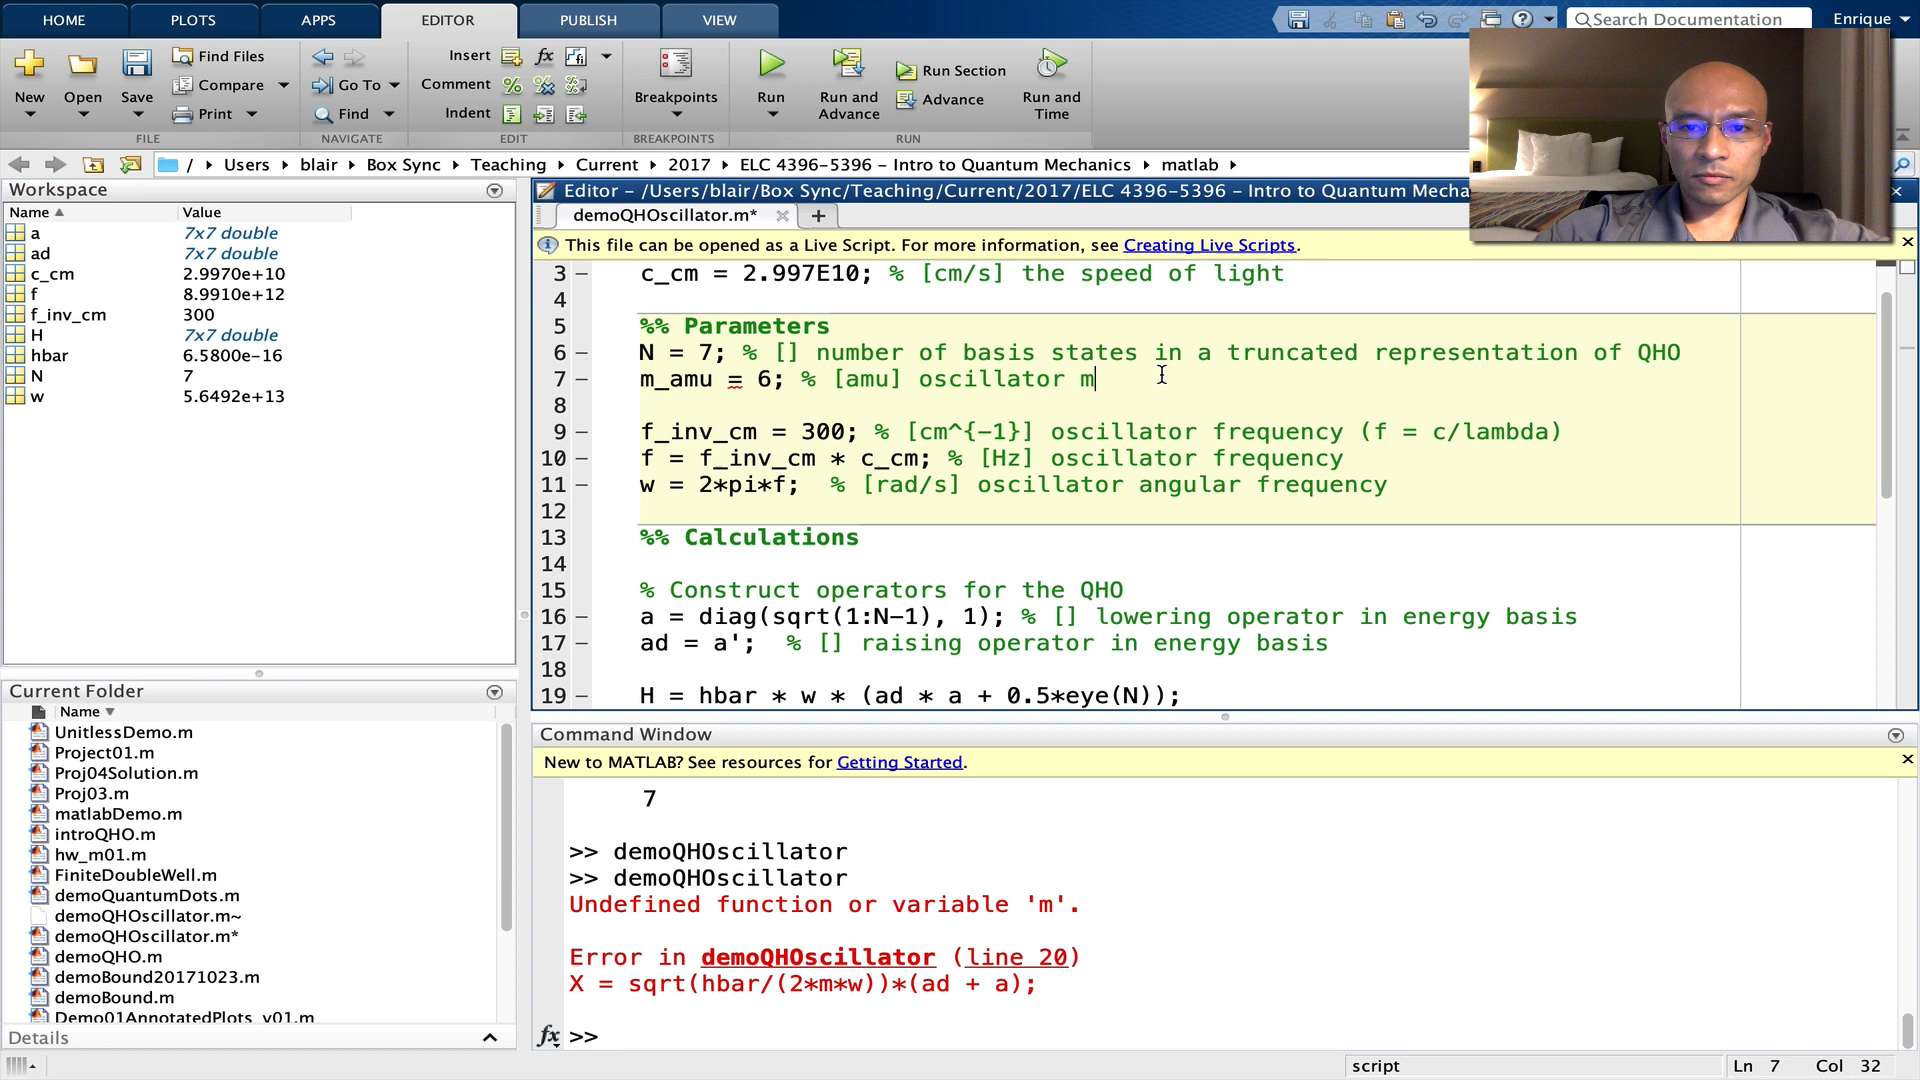 HOME PLOTS APPS EDITOR PUBLISH VIEW
Search Documentation Enrique
New Open Save Find Files Compare Print
Go To Find
Insert fx
Comment
Indent
Breakpoints
Run Run and Advance Run Section Advance Run and Time
FILE NAVIGATE EDIT BREAKPOINTS RUN
/ Users blair Box Sync Teaching Current 2017 ELC 4396-5396 - Intro to Quantum Mechanics matlab
Workspace
Name Value
a 7x7 double
ad 7x7 double
c_cm 2.9970e+10
f 8.9910e+12
f_inv_cm 300
H 7x7 double
hbar 6.5800e-16
N 7
w 5.6492e+13
Current Folder
Name
UnitlessDemo.m
Project01.m
Proj04Solution.m
Proj03.m
matlabDemo.m
introQHO.m
hw_m01.m
FiniteDoubleWell.m
demoQuantumDots.m
demoQHOscillator.m~
demoQHOscillator.m*
demoQHO.m
demoBound20171023.m
demoBound.m
Demo01AnnotatedPlots_v01.m
Details
Editor - /Users/blair/Box Sync/Teaching/Current/2017/ELC 4396-5396 - Intro to Quantum Mecha
demoQHOscillator.m*
This file can be opened as a Live Script. For more information, see Creating Live Scripts.
3 - c_cm = 2.997E10; % [cm/s] the speed of light
4
5 %% Parameters
6 - N = 7; % [] number of basis states in a truncated representation of QHO
7 - m_amu = 6; % [amu] oscillator m
8
9 - f_inv_cm = 300; % [cm^{-1}] oscillator frequency (f = c/lambda)
10 - f = f_inv_cm * c_cm; % [Hz] oscillator frequency
11 - w = 2*pi*f; % [rad/s] oscillator angular frequency
12
13 %% Calculations
14
15 % Construct operators for the QHO
16 - a = diag(sqrt(1:N-1), 1); % [] lowering operator in energy basis
17 - ad = a'; % [] raising operator in energy basis
18
19 - H = hbar * w * (ad * a + 0.5*eye(N));
Command Window
New to MATLAB? See resources for Getting Started.
7
>> demoQHOscillator
>> demoQHOscillator
Undefined function or variable 'm'.
Error in demoQHOscillator (line 20)
X = sqrt(hbar/(2*m*w))*(ad + a);
fx >>
script Ln 7 Col 32